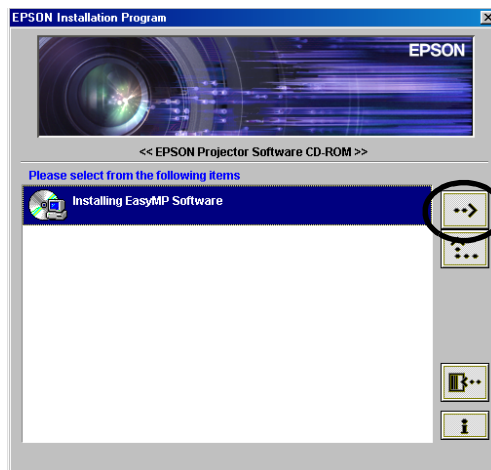 EPSON Installation Program
EPSON
<< EPSON Projector Software CD-ROM >>
Please select from the following items
Installing EasyMP Software